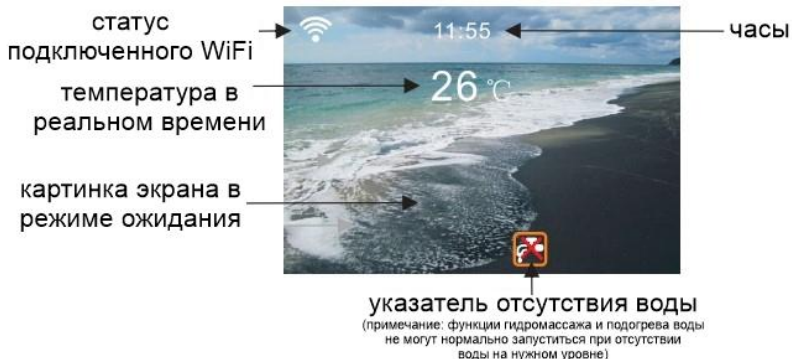 статус
подключенного WiFi
11:55
часы
температура в
реальном времени
26 °C
картинка экрана в
режиме ожидания
указатель отсутствия воды
(примечание: функции гидромассажа и подогрева воды
не могут нормально запуститься при отсутствии
воды на нужном уровне)